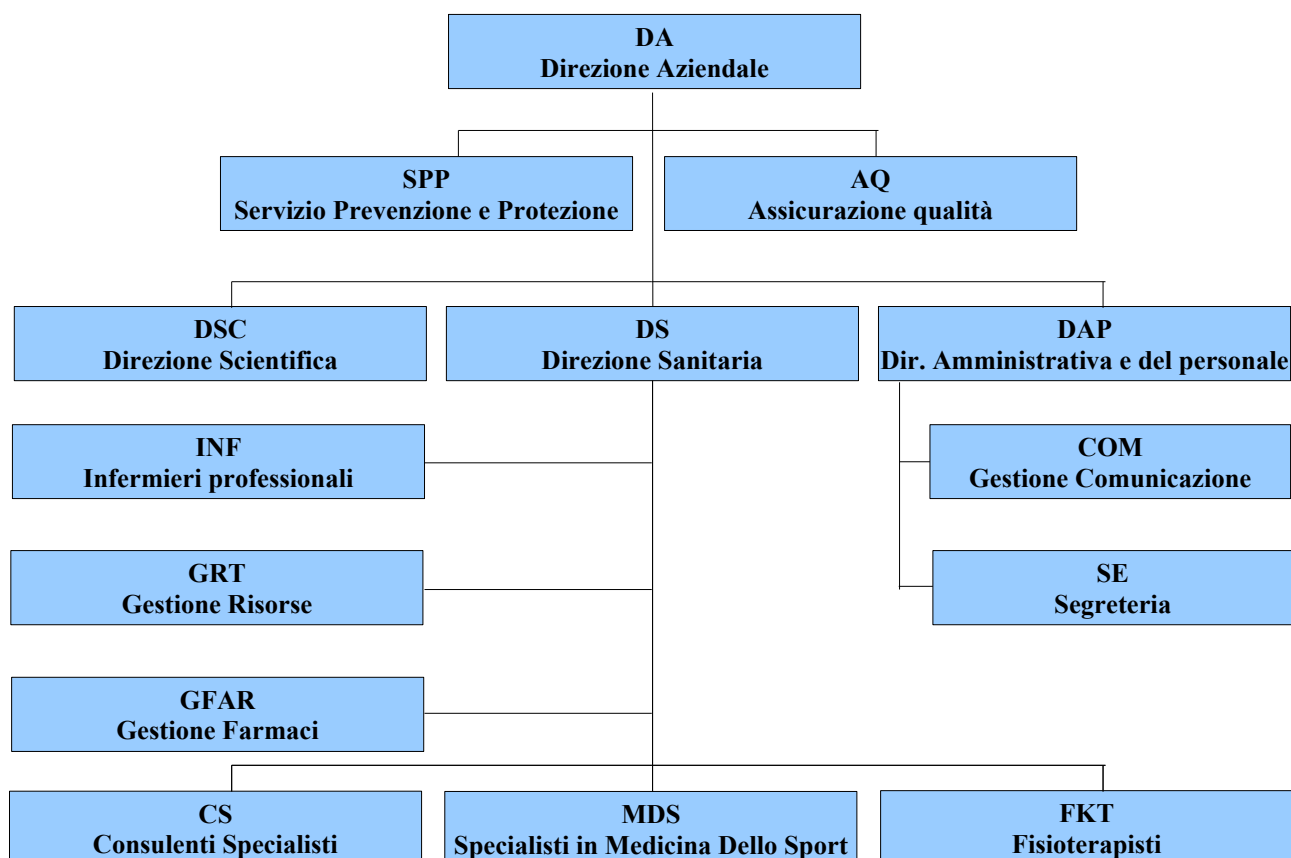 DA
Direzione Aziendale
SPP
Servizio Prevenzione e Protezione
AQ
Assicurazione qualità
DSC
Direzione Scientifica
DS
Direzione Sanitaria
DAP
Dir. Amministrativa e del personale
INF
Infermieri professionali
COM
Gestione Comunicazione
GRT
Gestione Risorse
SE
Segreteria
GFAR
Gestione Farmaci
CS
Consulenti Specialisti
MDS
Specialisti in Medicina Dello Sport
FKT
Fisioterapisti